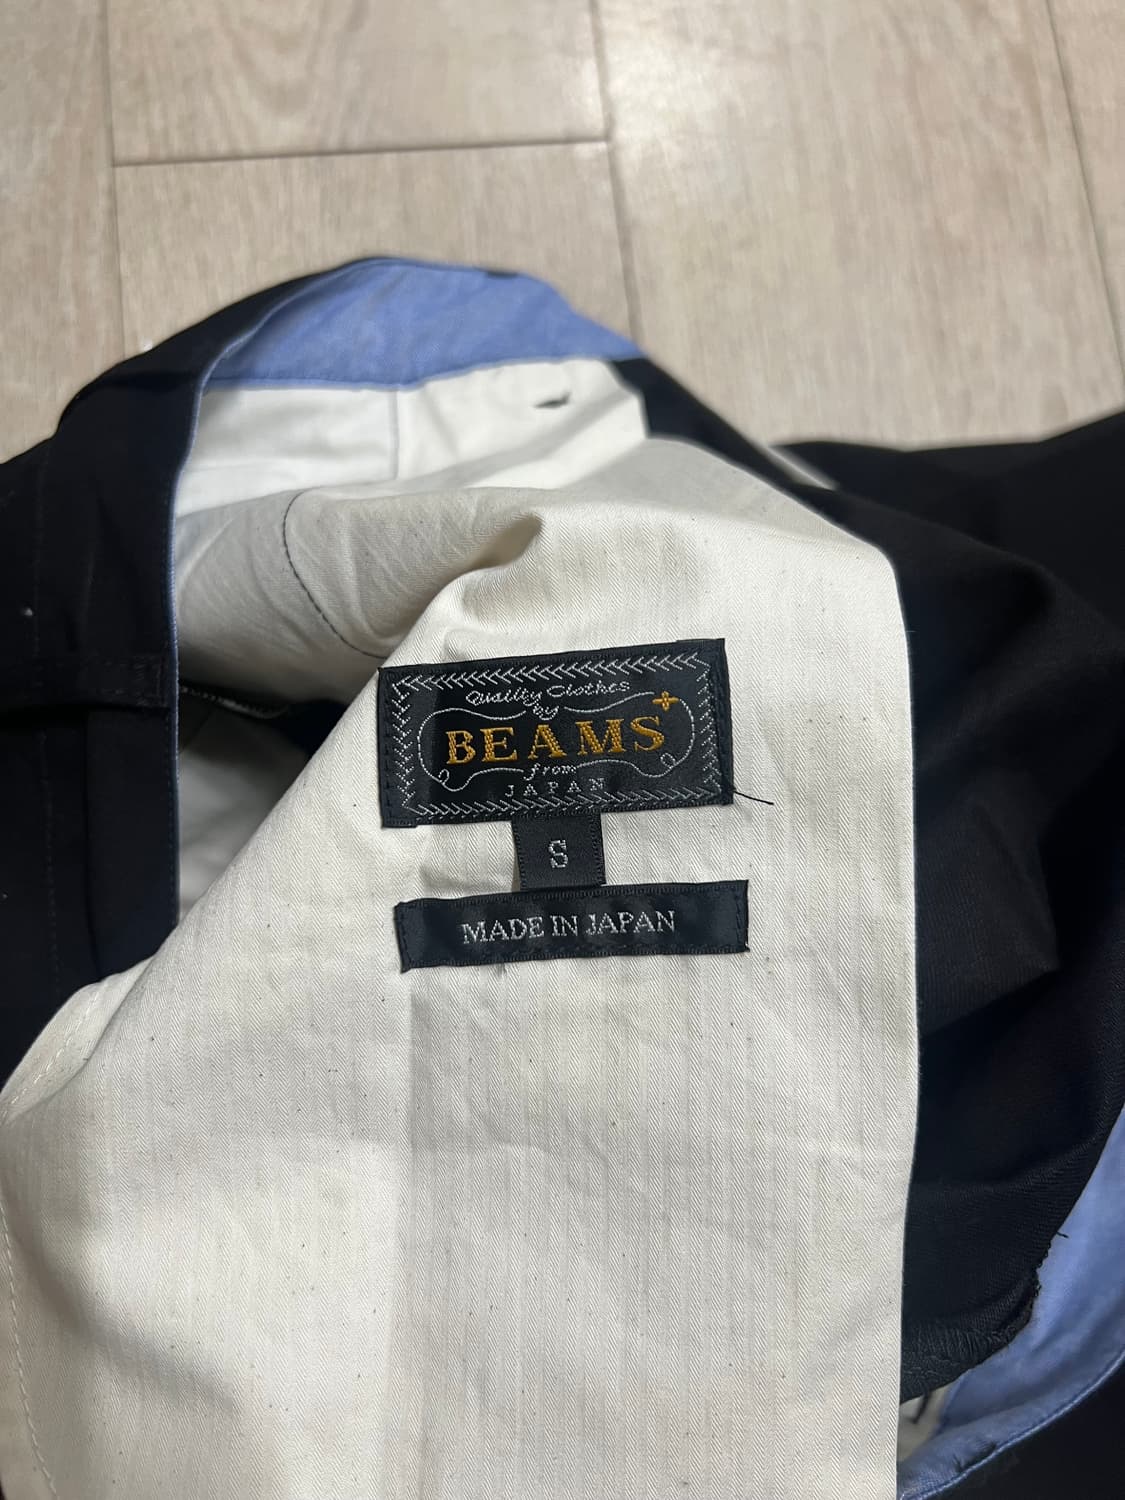 Quality Clothes
by
BEAMS+
from
JAPAN
S
MADE IN JAPAN